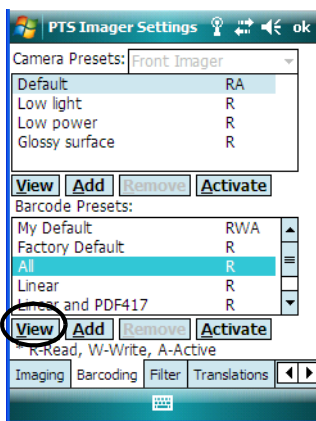 PTS Imager Settings ok
Camera Presets: Front Imager
Default RA
Low light R
Low power R
Glossy surface R
View Add Remove Activate
Barcode Presets:
My Default RWA
Factory Default R
All R
Linear R
Linear and PDF417 R
View Add Remove Activate
* R-Read, W-Write, A-Active
Imaging Barcoding Filter Translations